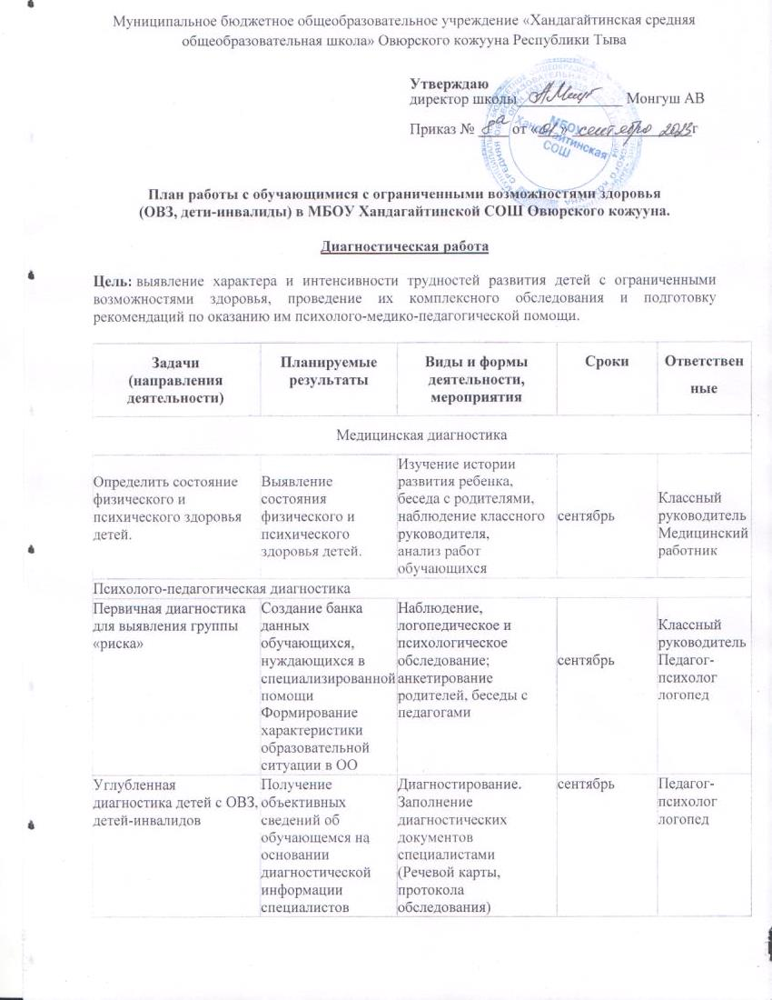 Муниципальное бюджетное общеобразовательное учреждение «Хандагайтинская средняя
общеобразовательная школа» Овюрского кожууна Республики Тыва
Утверждаю
директор школы ______________ Монгуш АВ
Приказ № 8а от «01» сентября 2023г
МБОУ
Хандагайтинская
СОШ
План работы с обучающимися с ограниченными возможностями здоровья
(ОВЗ, дети-инвалиды) в МБОУ Хандагайтинской СОШ Овюрского кожууна.
Диагностическая работа
Цель: выявление характера и интенсивности трудностей развития детей с ограниченными
возможностями здоровья, проведение их комплексного обследования и подготовку
рекомендаций по оказанию им психолого-медико-педагогической помощи.
Задачи
(направления
деятельности)
Планируемые
результаты
Виды и формы
деятельности,
мероприятия
Сроки
Ответствен
ные
Медицинская диагностика
Определить состояние
физического и
психического здоровья
детей.
Выявление
состояния
физического и
психического
здоровья детей.
Изучение истории
развития ребенка,
беседа с родителями,
наблюдение классного
руководителя,
анализ работ
обучающихся
сентябрь
Классный
руководитель
Медицинский
работник
Психолого-педагогическая диагностика
Первичная диагностика
для выявления группы
«риска»
Создание банка
данных
обучающихся,
нуждающихся в
специализированной
помощи
Формирование
характеристики
образовательной
ситуации в ОО
Наблюдение,
логопедическое и
психологическое
обследование;
анкетирование
родителей, беседы с
педагогами
сентябрь
Классный
руководитель
Педагог-
психолог
логопед
Углубленная
диагностика детей с ОВЗ,
детей-инвалидов
Получение
объективных
сведений об
обучающемся на
основании
диагностической
информации
специалистов
Диагностирование.
Заполнение
диагностических
документов
специалистами
(Речевой карты,
протокола
обследования)
сентябрь
Педагог-
психолог
логопед